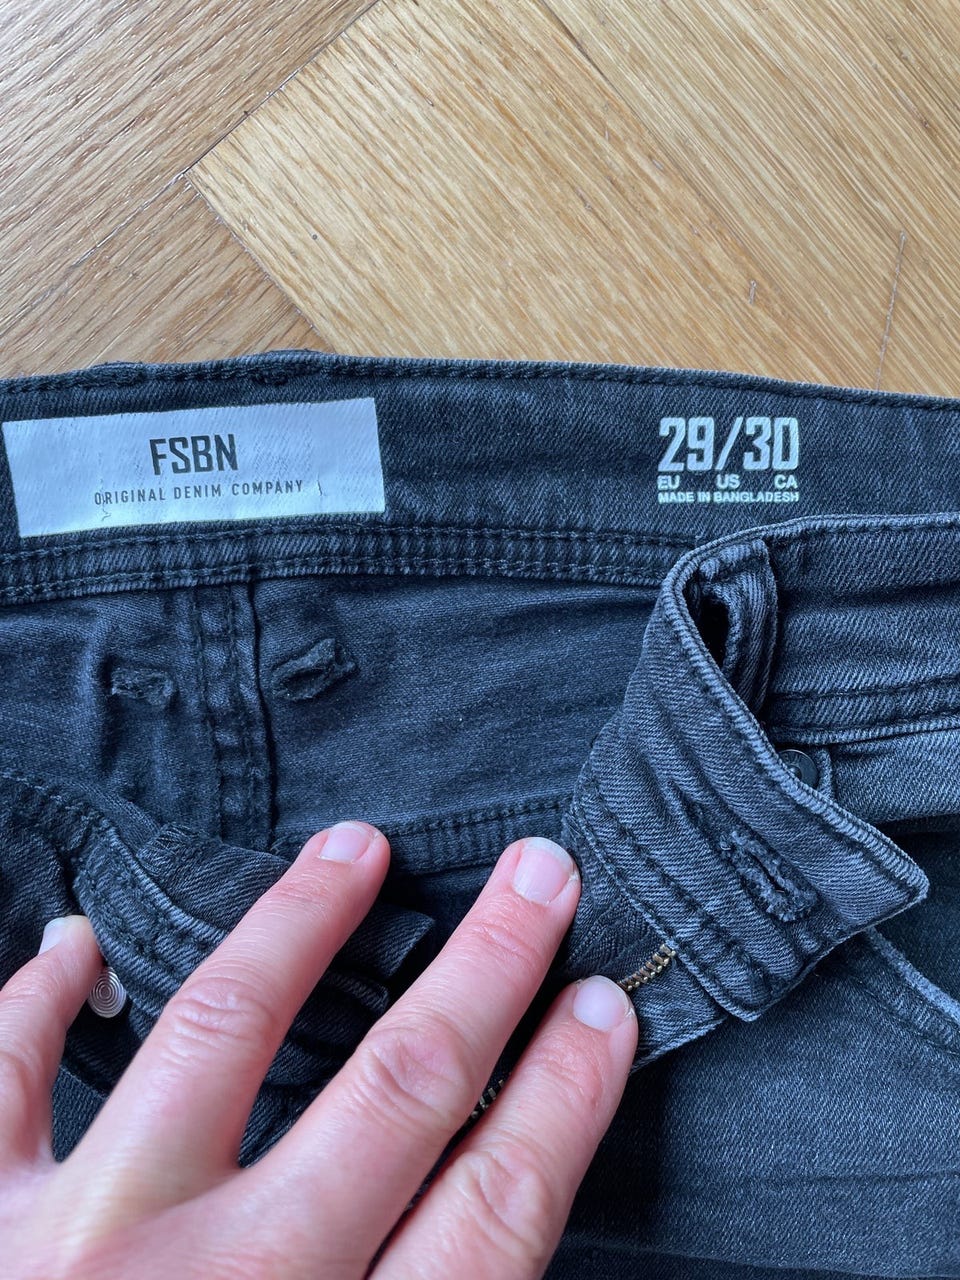 FSBN
ORIGINAL DENIM COMPANY
29/30
EU US CA
MADE IN BANGLADESH